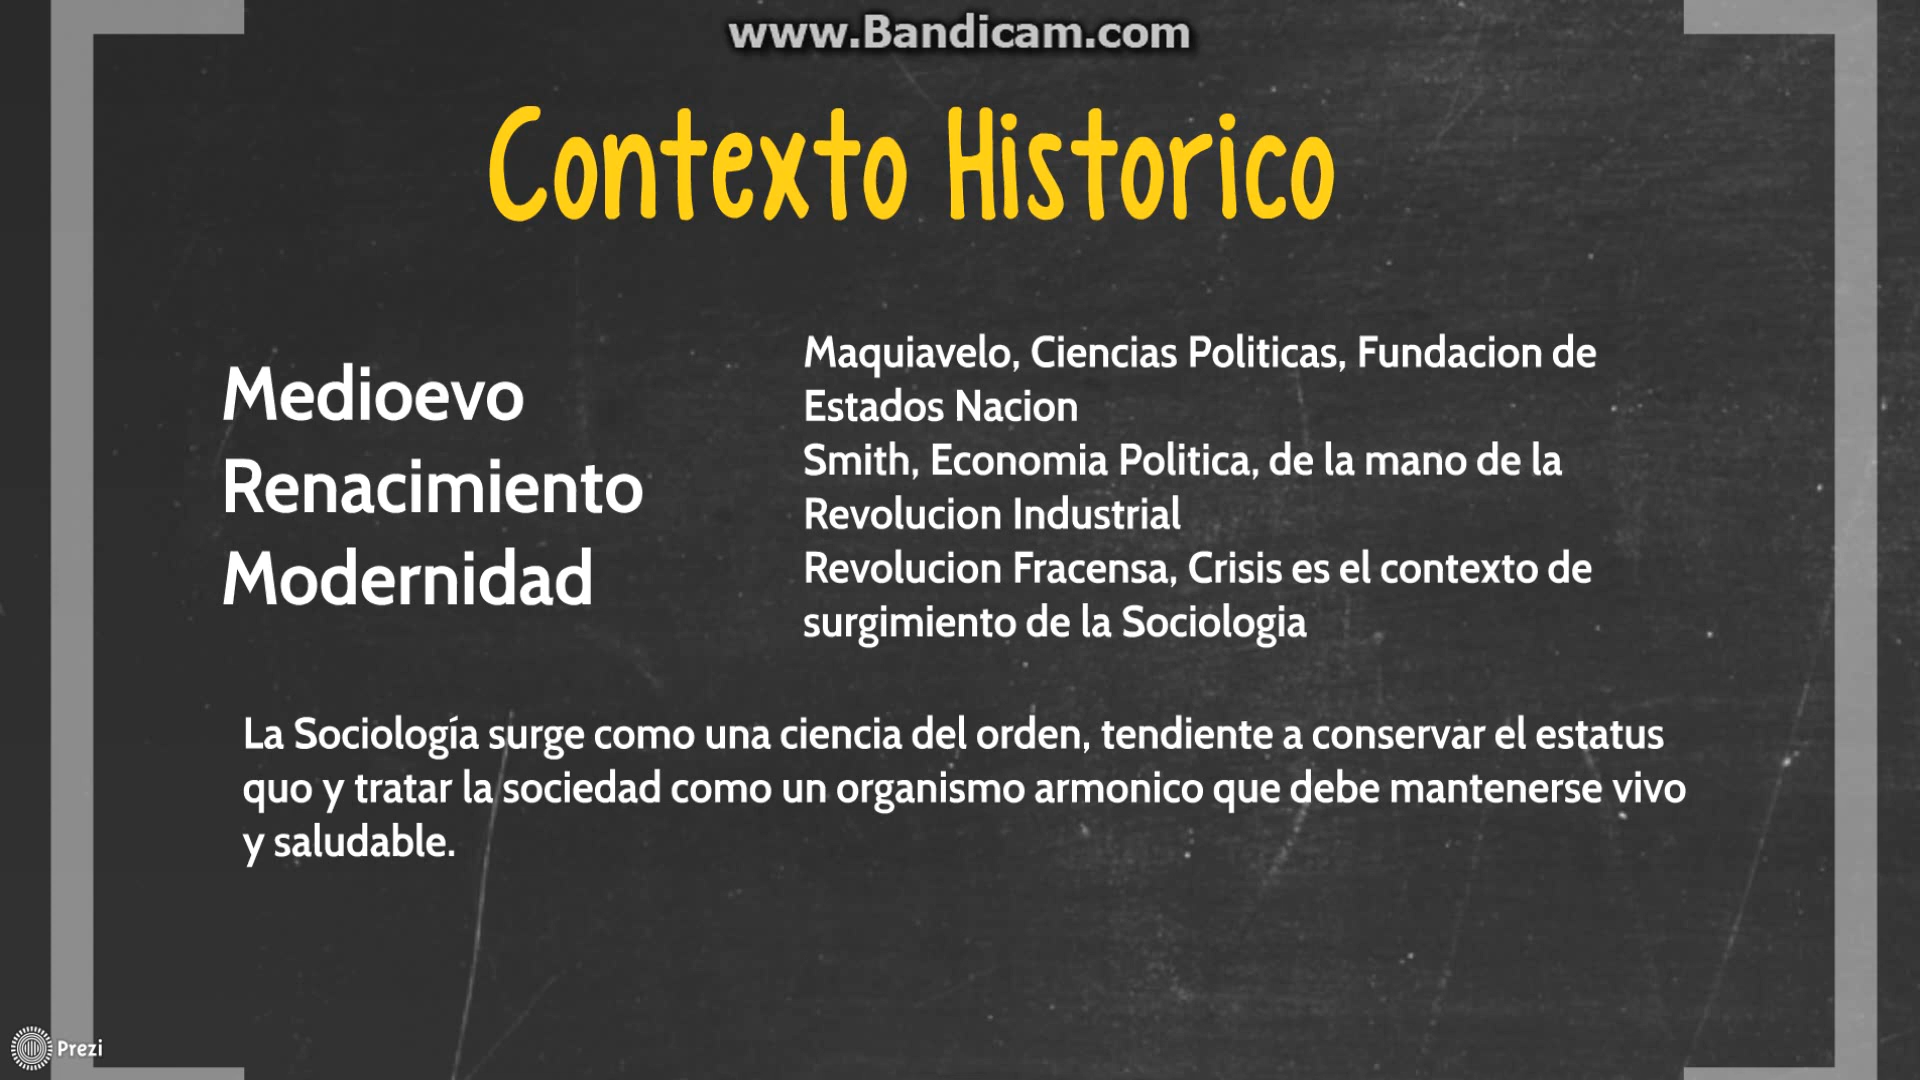 www.Bandicam.com
Contexto Historico
Medioevo
Renacimiento
Modernidad
Maquiavelo, Ciencias Politicas, Fundacion de
Estados Nacion
Smith, Economia Politica, de la mano de la
Revolucion Industrial
Revolucion Fracensa, Crisis es el contexto de
surgimiento de la Sociologia
La Sociología surge como una ciencia del orden, tendiente a conservar el estatus
quo y tratar la sociedad como un organismo armonico que debe mantenerse vivo
y saludable.
Prezi